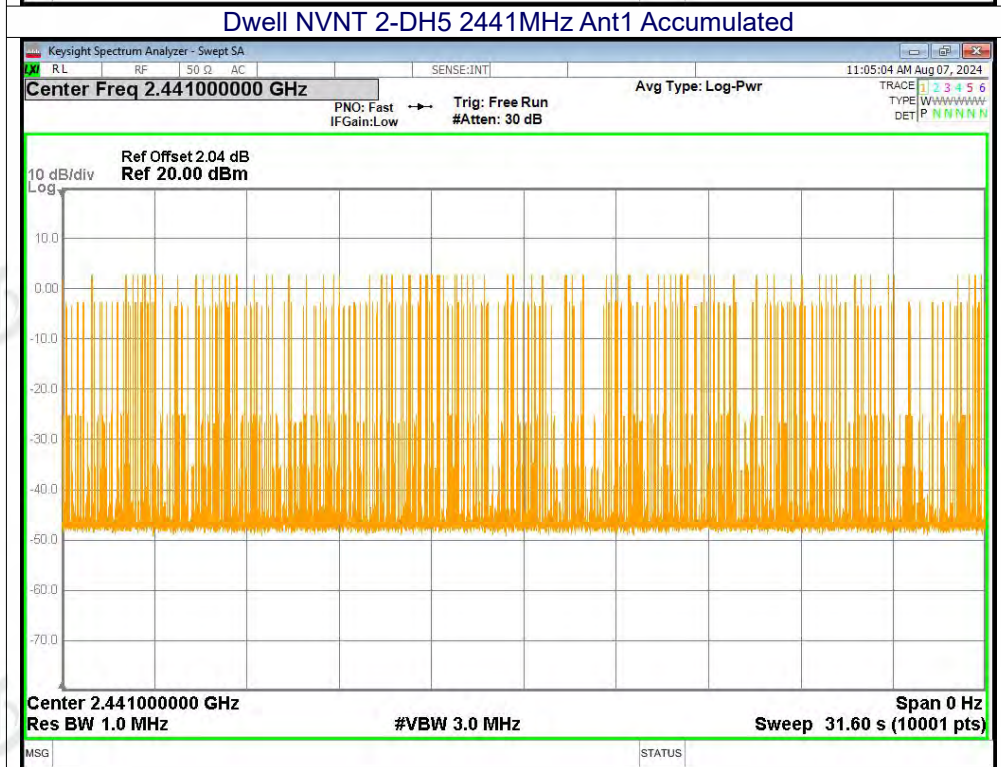 Dwell NVNT 2-DH5 2441MHz Ant1 Accumulated
Keysight Spectrum Analyzer - Swept SA
LXI RL RF 50 Ω AC SENSE:INT 11:05:04 AM Aug 07, 2024
Center Freq 2.441000000 GHz Avg Type: Log-Pwr TRACE 1 2 3 4 5 6
PNO: Fast Trig: Free Run TYPE WWWWWW
IFGain:Low #Atten: 30 dB DET P N N N N N
Ref Offset 2.04 dB
10 dB/div Ref 20.00 dBm
Log
10.0
0.00
-10.0
-20.0
-30.0
-40.0
-50.0
-60.0
-70.0
Center 2.441000000 GHz Span 0 Hz
Res BW 1.0 MHz #VBW 3.0 MHz Sweep 31.60 s (10001 pts)
MSG STATUS